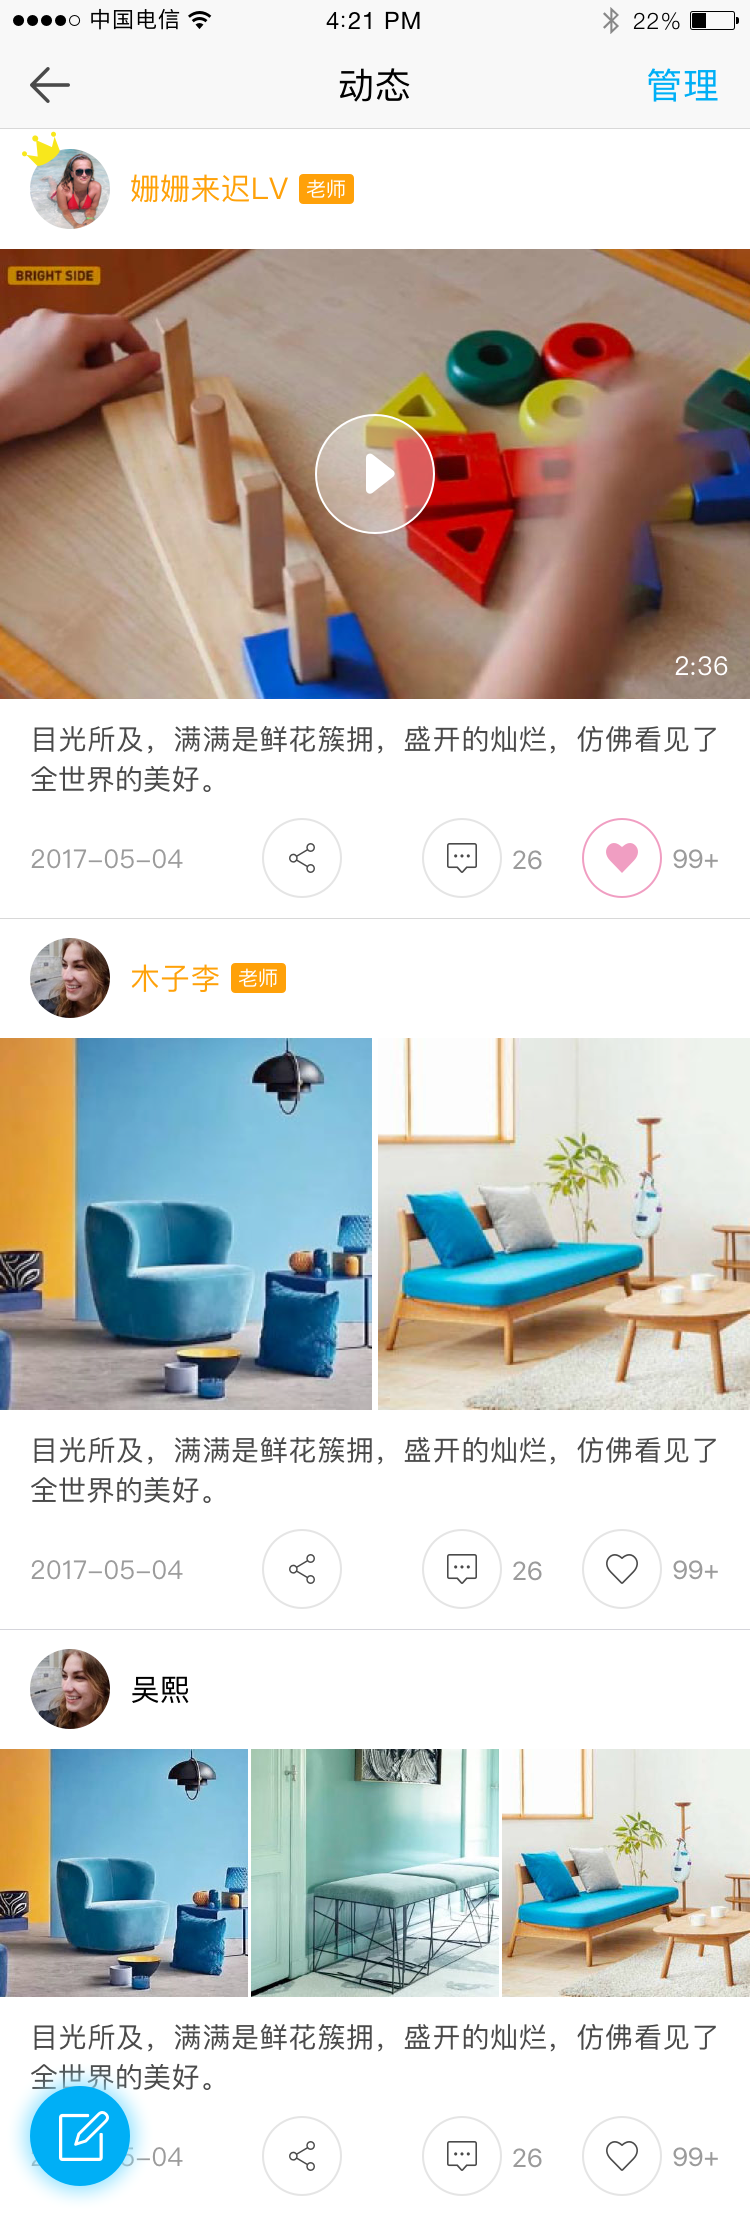 中国电信 4:21 PM 22%
动态 管理
姗姗来迟LV 老师
BRIGHT SIDE
2:36
目光所及，满满是鲜花簇拥，盛开的灿烂，仿佛看见了
全世界的美好。
2017-05-04 26 99+
木子李 老师
目光所及，满满是鲜花簇拥，盛开的灿烂，仿佛看见了
全世界的美好。
2017-05-04 26 99+
吴熙
目光所及，满满是鲜花簇拥，盛开的灿烂，仿佛看见了
全世界的美好。
5-04 26 99+